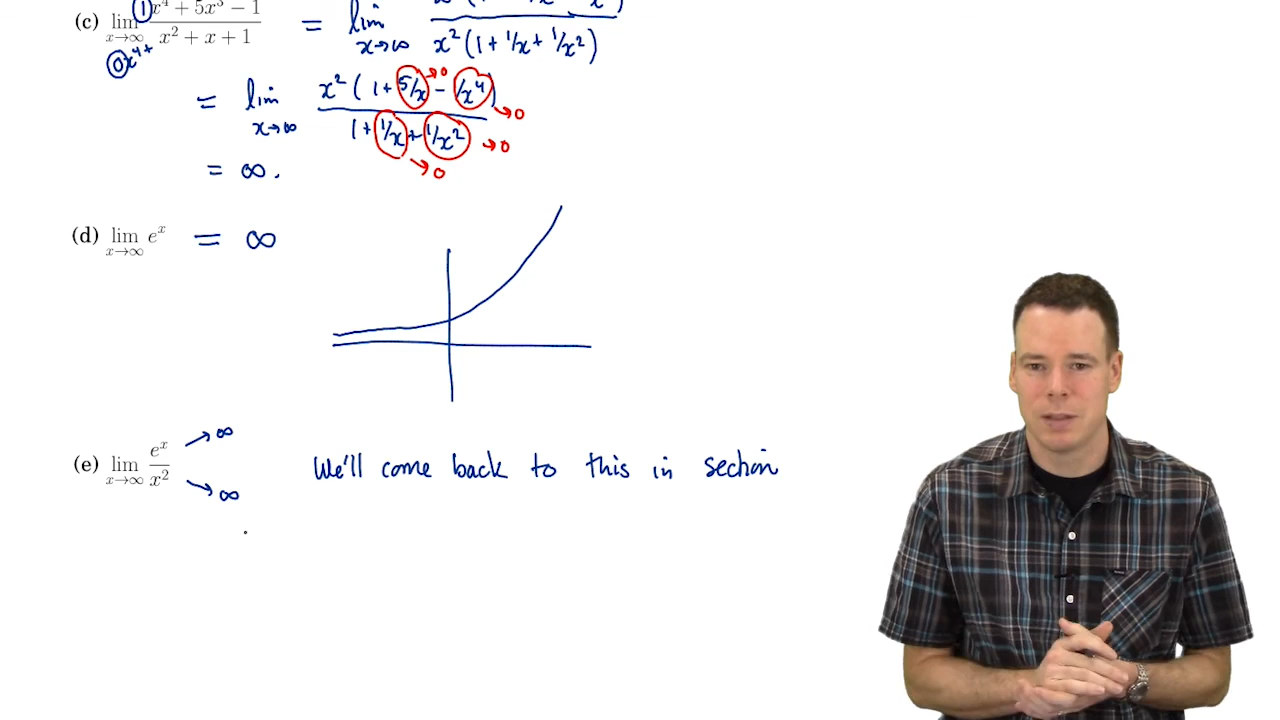 (c) lim x→∞ (1)x⁴ + 5x³ − 1 / x² + x + 1 = lim x→∞ x² (1 + 1/x + 1/x²)
0x⁴+
= lim x→∞ x² (1 + 5/x − 1/x⁴) / 1 + 1/x + 1/x² →0 →0 →0 →0
= ∞.
(d) lim x→∞ eˣ = ∞
(e) lim x→∞ eˣ / x² →∞ →∞ We'll come back to this in section